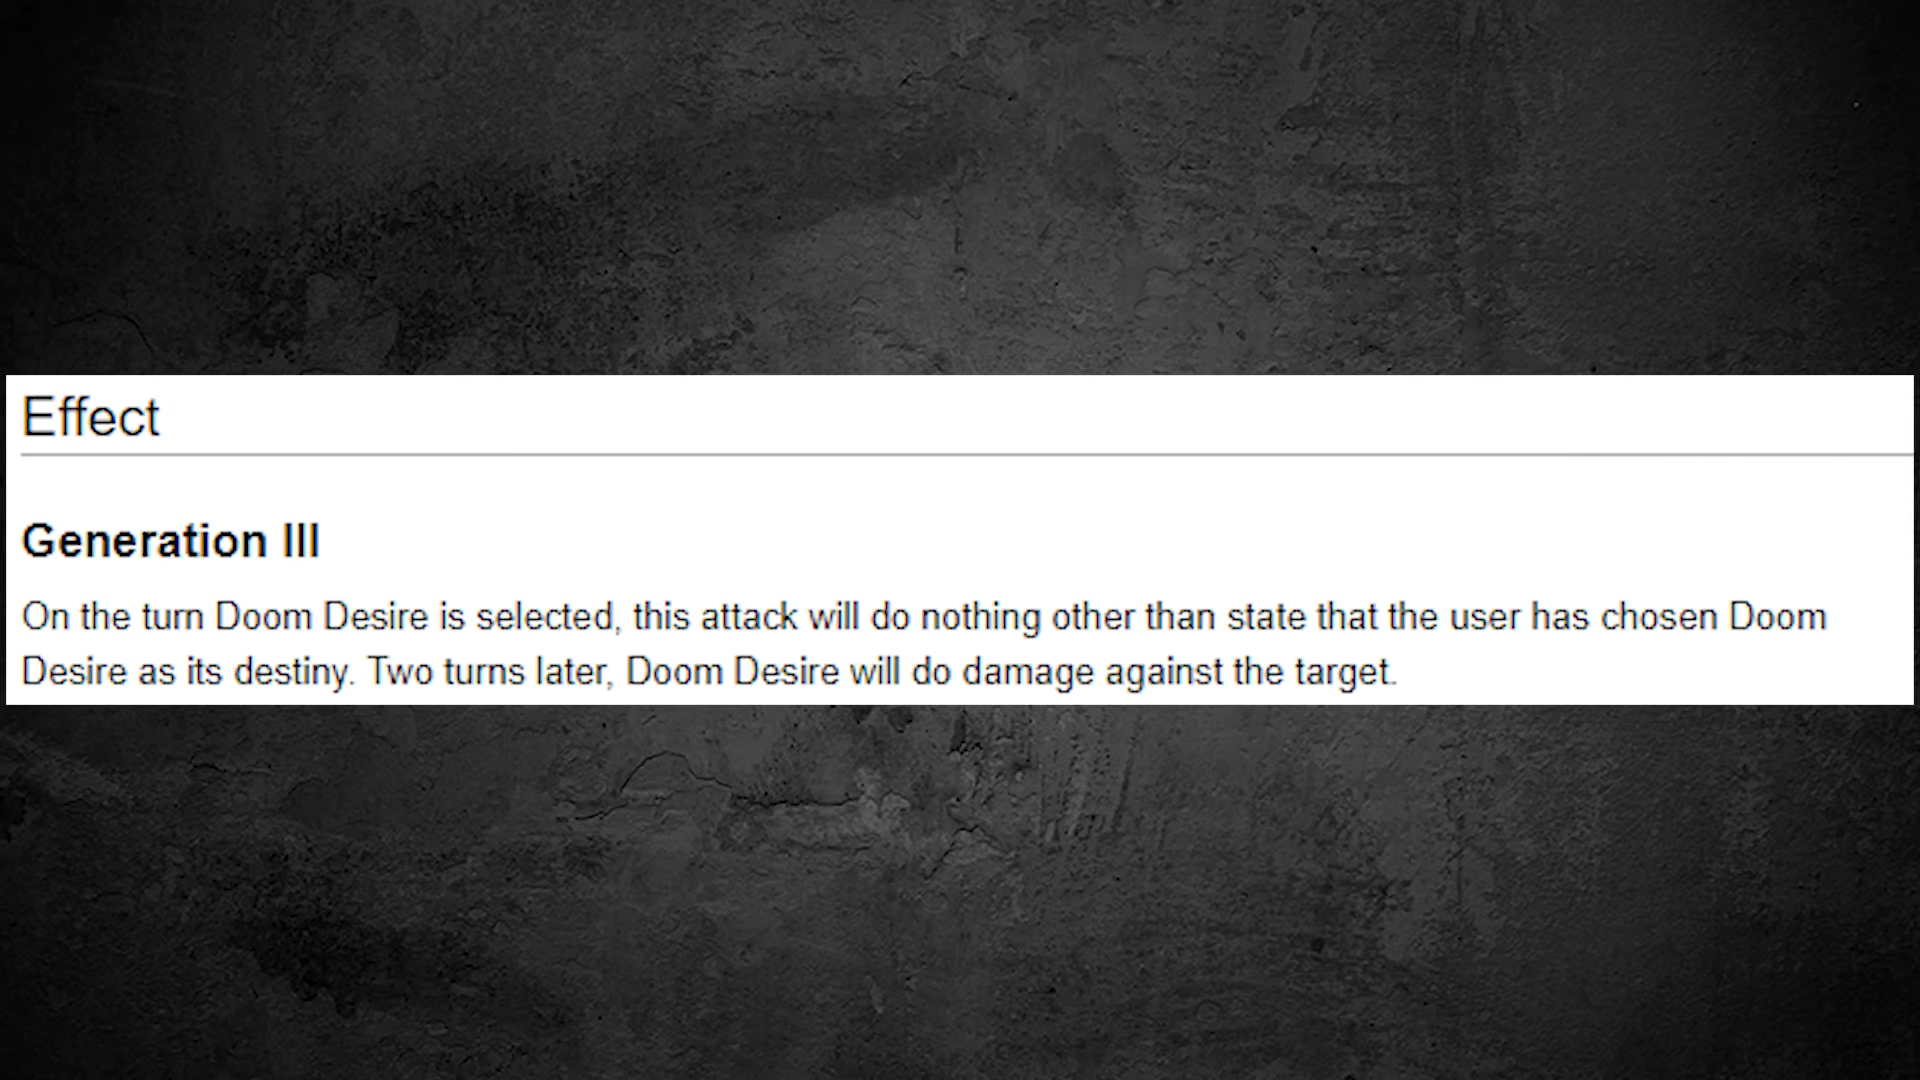 Effect
Generation III
On the turn Doom Desire is selected, this attack will do nothing other than state that the user has chosen Doom
Desire as its destiny. Two turns later, Doom Desire will do damage against the target.